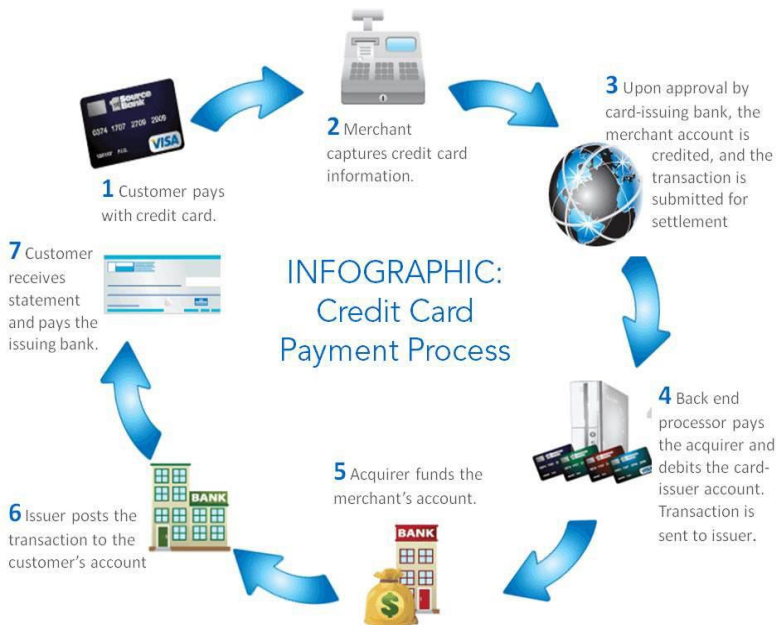 Source
Bank
VISA
1 Customer pays
with credit card.
2 Merchant
captures credit card
information.
3 Upon approval by
card-issuing bank, the
merchant account is
credited, and the
transaction is
submitted for
settlement
INFOGRAPHIC:
Credit Card
Payment Process
4 Back end
processor pays
the acquirer and
debits the card-
issuer account.
Transaction is
sent to issuer.
5 Acquirer funds the
merchant's account.
BANK
$
6 Issuer posts the
transaction to the
customer's account
BANK
7 Customer
receives
statement
and pays the
issuing bank.